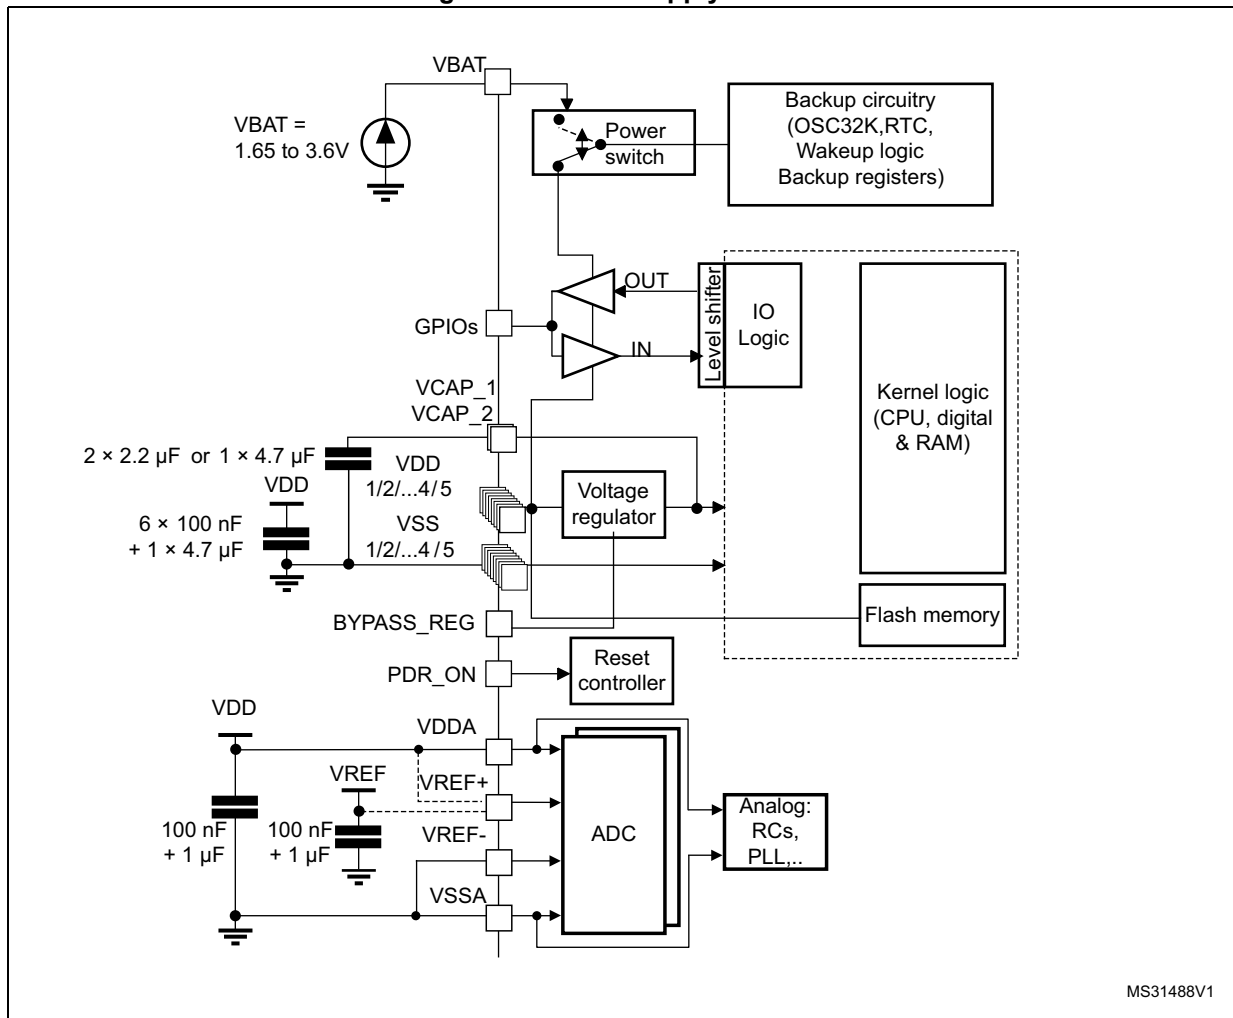 VBAT
VBAT =
1.65 to 3.6V
Power
switch
Backup circuitry
(OSC32K,RTC,
Wakeup logic
Backup registers)
OUT
GPIOs
IN
Level shifter
IO
Logic
Kernel logic
(CPU, digital
& RAM)
VCAP_1
VCAP_2
2 × 2.2 μF or 1 × 4.7 μF
VDD
1/2/...4/5
VDD
6 × 100 nF
+ 1 × 4.7 μF
VSS
1/2/...4/5
Voltage
regulator
Flash memory
BYPASS_REG
PDR_ON
Reset
controller
VDD
VDDA
VREF
VREF+
100 nF
+ 1 μF
100 nF
+ 1 μF
VREF-
VSSA
ADC
Analog:
RCs,
PLL,..
MS31488V1